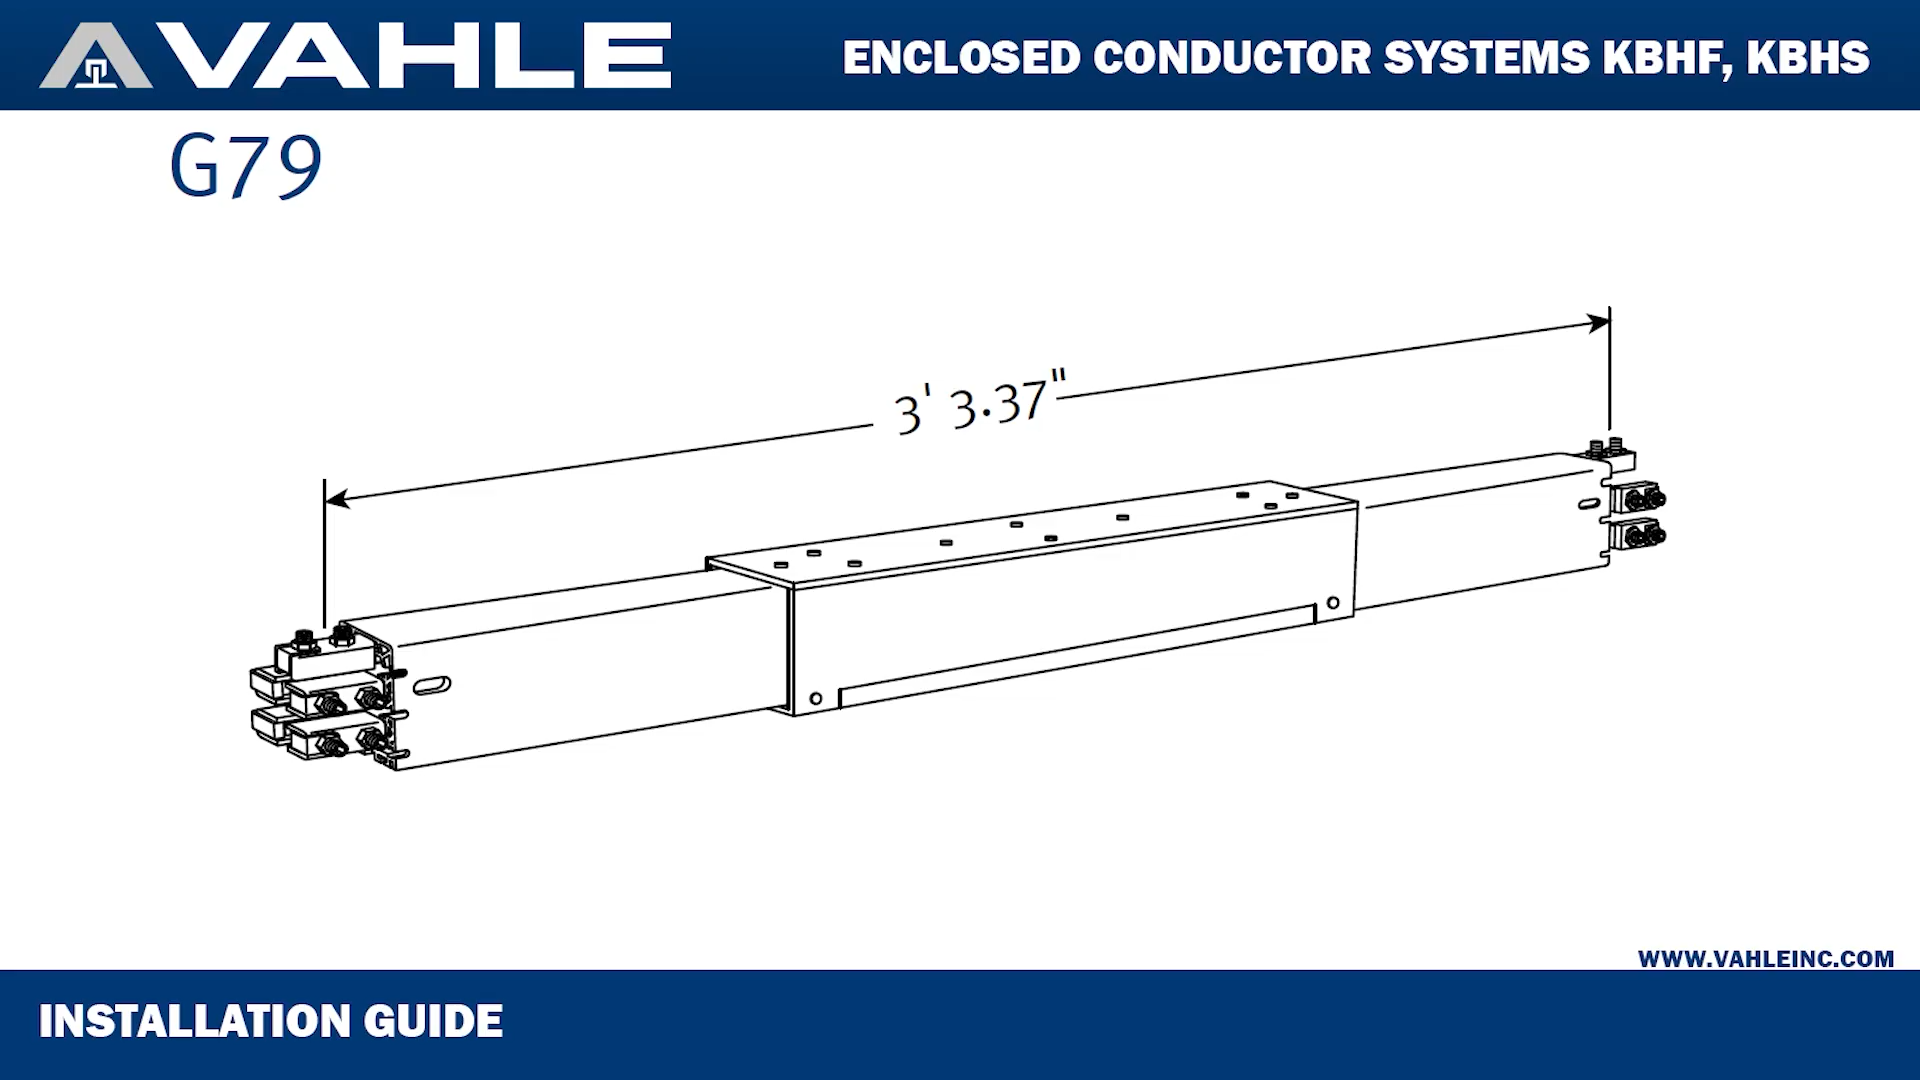 VAHLE
ENCLOSED CONDUCTOR SYSTEMS KBHF, KBHS
G79
3' 3.37"
WWW.VAHLEINC.COM
INSTALLATION GUIDE